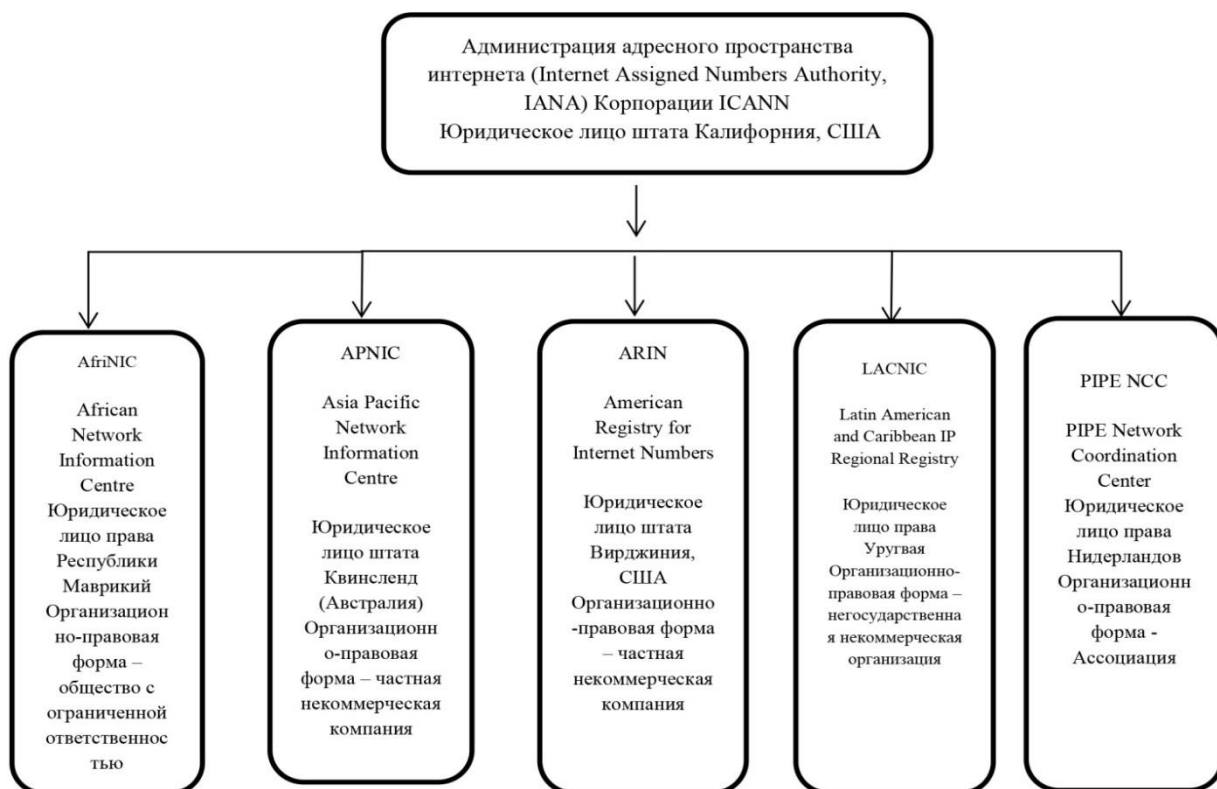 Администрация адресного пространства
интернета (Internet Assigned Numbers Authority,
IANA) Корпорации ICANN
Юридическое лицо штата Калифорния, США
AfriNIC
African
Network
Information
Centre
Юридическое
лицо права
Республики
Маврикий
Организацион
но-правовая
форма –
общество с
ограниченной
ответственнос
тью
APNIC
Asia Pacific
Network
Information
Centre
Юридическое
лицо штата
Квинсленд
(Австралия)
Организационн
о-правовая
форма – частная
некоммерческая
компания
ARIN
American
Registry for
Internet Numbers
Юридическое
лицо штата
Вирджиния,
США
Организационно
-правовая форма
– частная
некоммерческая
компания
LACNIC
Latin American
and Caribbean IP
Regional Registry
Юридическое
лицо права
Уругвая
Организационно-
правовая форма –
негосударственна
я некоммерческая
организация
PIPE NCC
PIPE Network
Coordination
Center
Юридическое
лицо права
Нидерландов
Организационн
о-правовая
форма -
Ассоциация